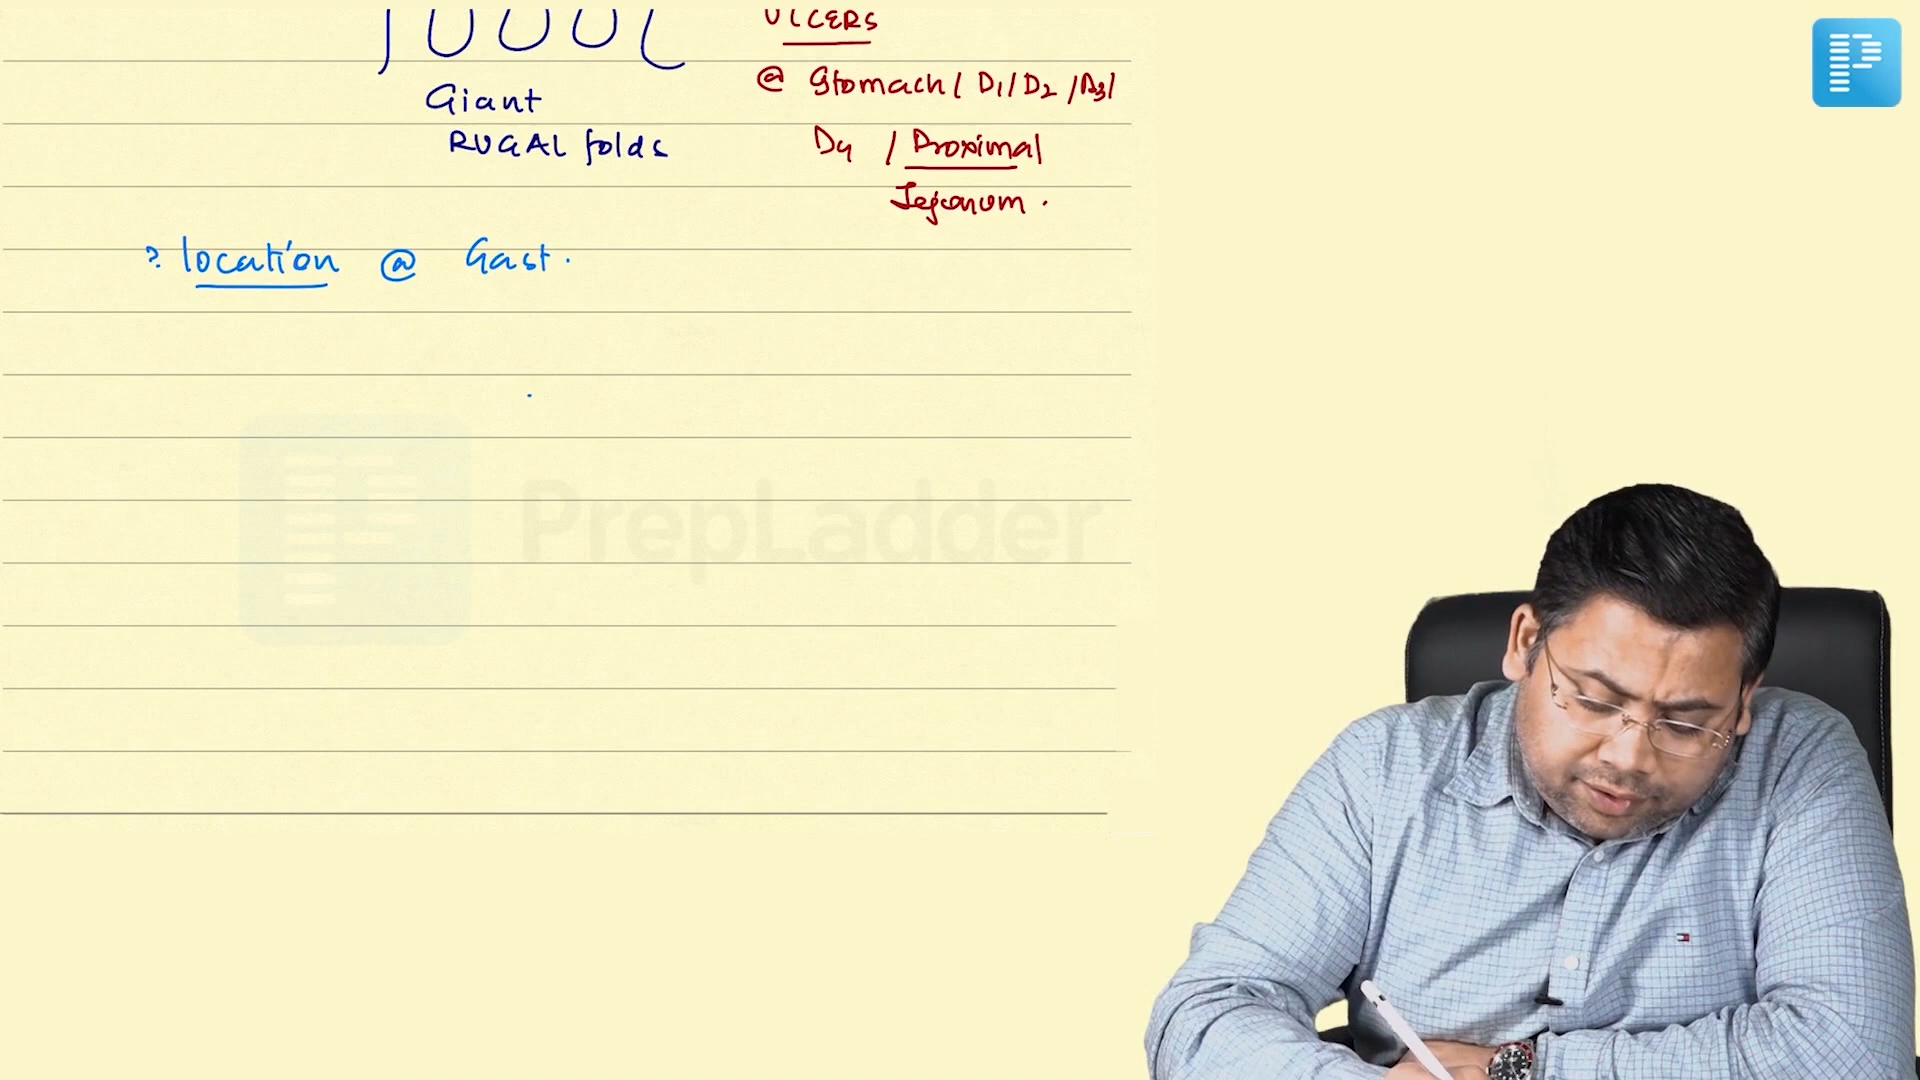 ULCERS
@ Stomach / D1 / D2 / D3 /
Giant
RUGAL folds
D4 / Proximal
Jejunum.
? location @ Gast.
PrepLadder